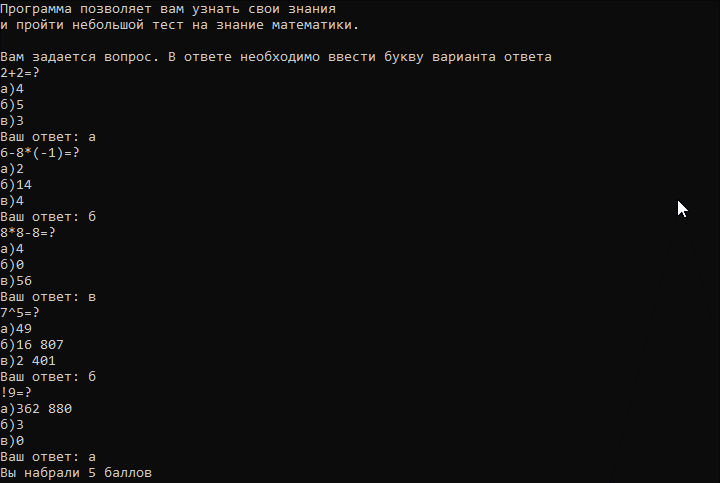 Программа позволяет вам узнать свои знания
и пройти небольшой тест на знание математики.
Вам задается вопрос. В ответе необходимо ввести букву варианта ответа
2+2=?
а)4
б)5
в)3
Ваш ответ: а
6-8*(-1)=?
а)2
б)14
в)4
Ваш ответ: б
8*8-8=?
а)4
б)0
в)56
Ваш ответ: в
7^5=?
а)49
б)16 807
в)2 401
Ваш ответ: б
!9=?
а)362 880
б)3
в)0
Ваш ответ: а
Вы набрали 5 баллов